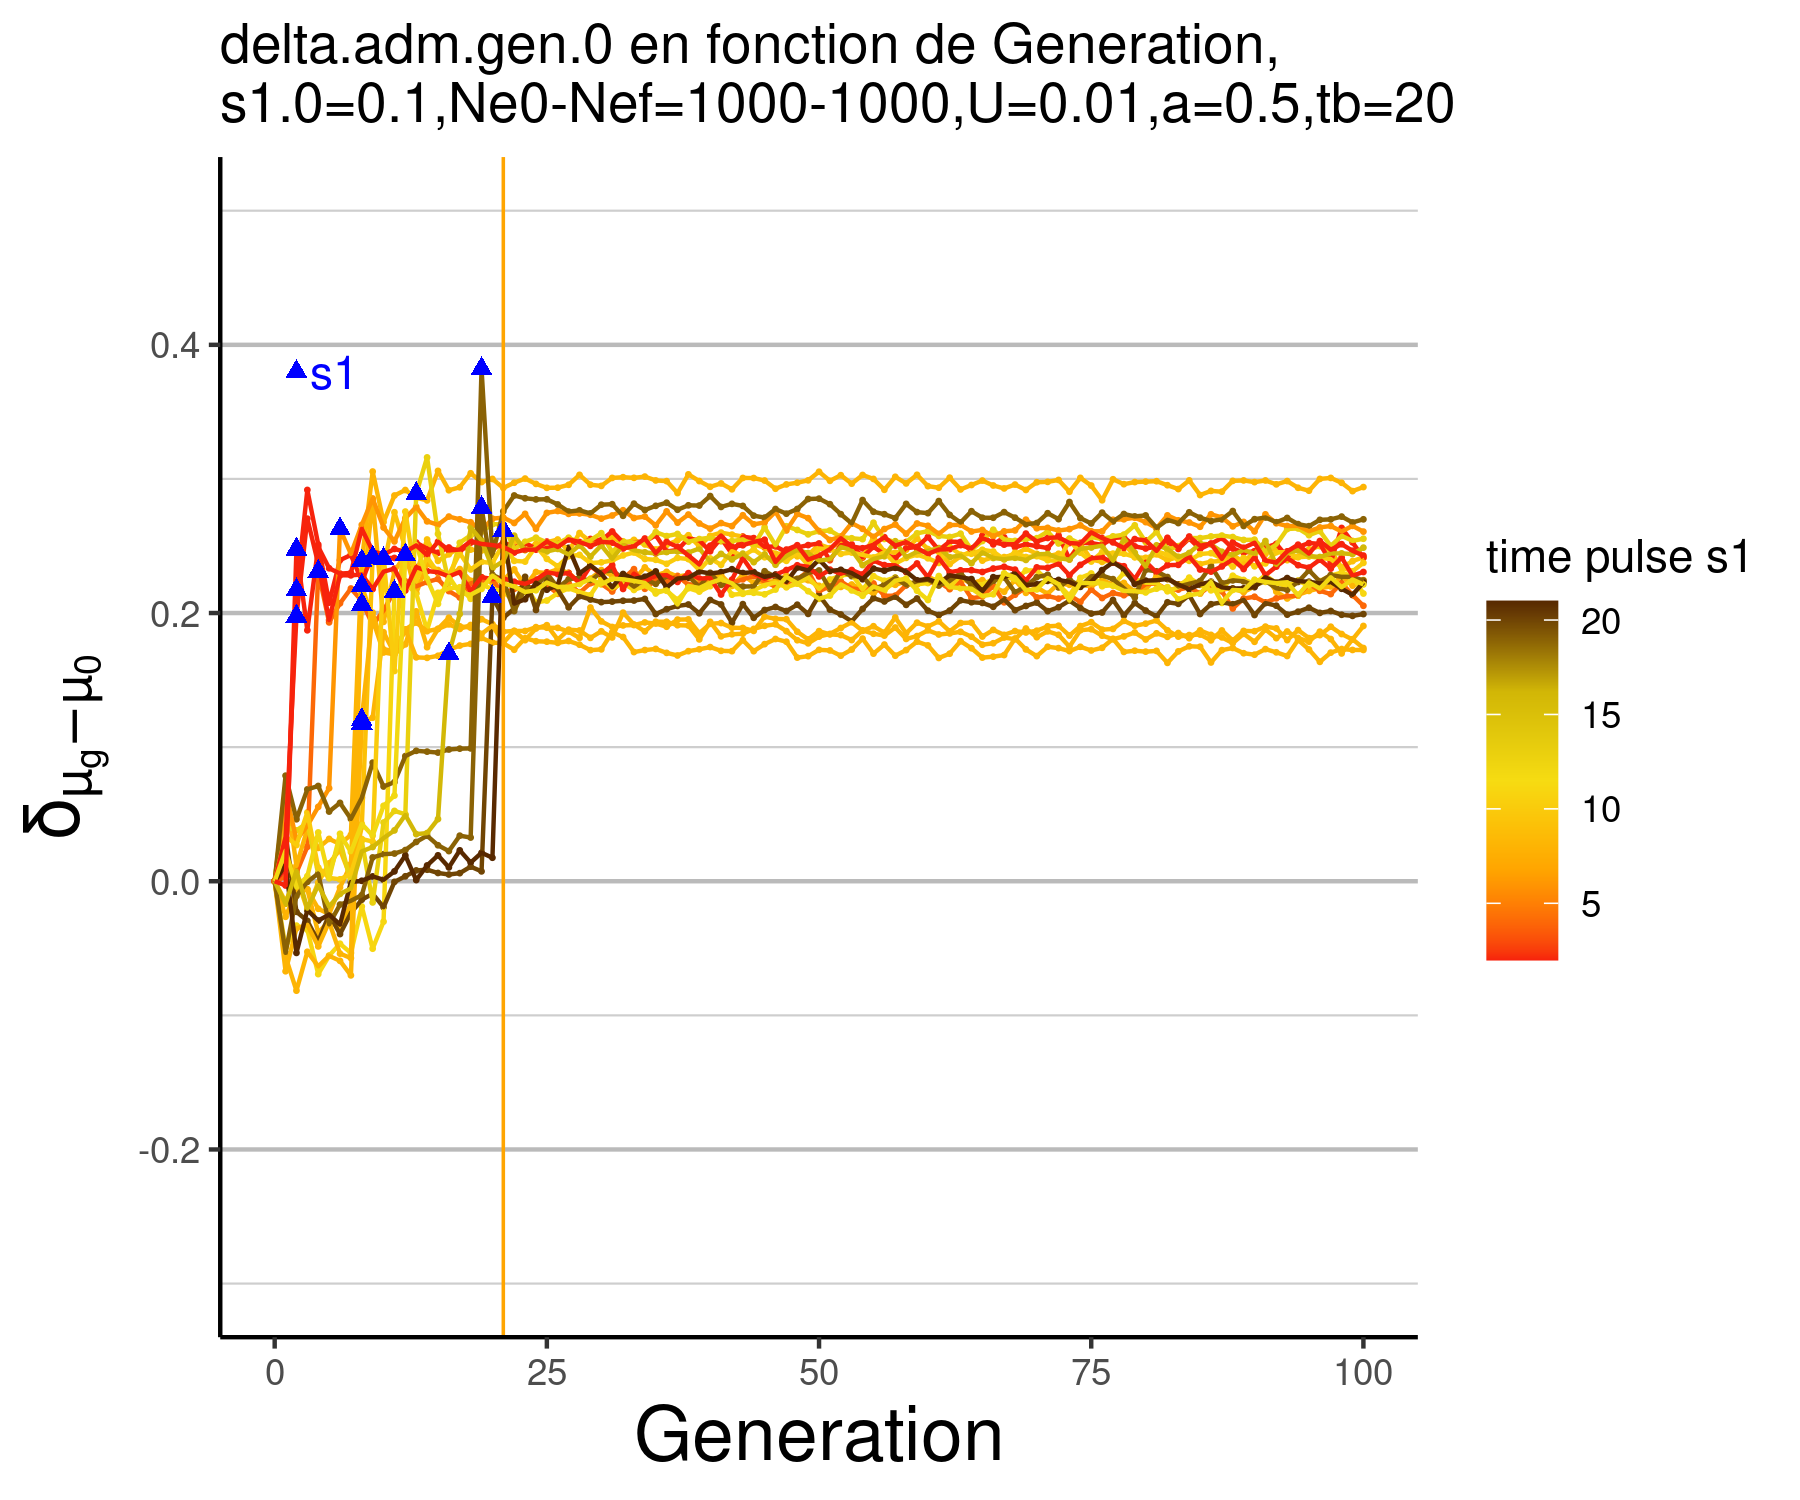 delta.adm.gen.0 en fonction de Generation,
s1.0=0.1,Ne0-Nef=1000-1000,U=0.01,a=0.5,tb=20
0.4
0.2
0.0
-0.2
δμg−μ0
s1
0
25
50
75
100
Generation
time pulse s1
20
15
10
5